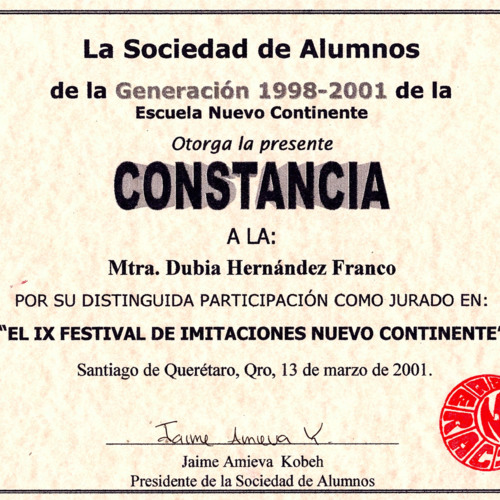 La Sociedad de Alumnos
de la Generación 1998-2001 de la
Escuela Nuevo Continente
Otorga la presente
CONSTANCIA
A LA:
Mtra. Dubia Hernández Franco
POR SU DISTINGUIDA PARTICIPACIÓN COMO JURADO EN:
“EL IX FESTIVAL DE IMITACIONES NUEVO CONTINENTE”
Santiago de Querétaro, Qro, 13 de marzo de 2001.
Jaime Amieva K.
Jaime Amieva Kobeh
Presidente de la Sociedad de Alumnos